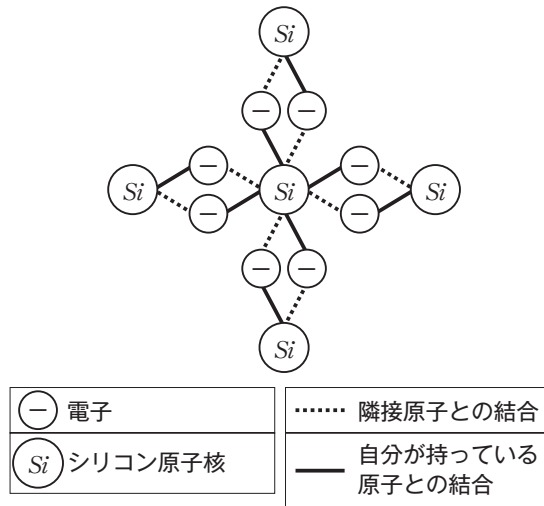 Si
− −
Si − Si − Si
− −
− −
Si
− 電子
隣接原子との結合
Si シリコン原子核
自分が持っている
原子との結合